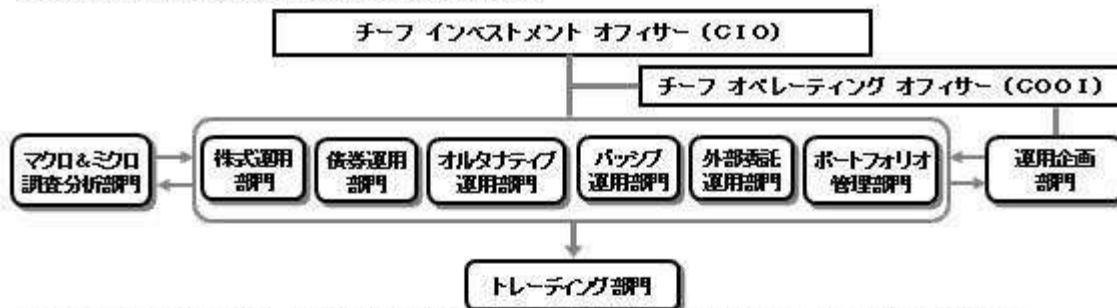 チーフ インベストメント オフィサー (CIO)
チーフ オペレーティング オフィサー (COOI)
マクロ＆ミクロ
調査分析部門
株式運用
部門
債券運用
部門
オルタナティブ
運用部門
パッシブ
運用部門
外部委託
運用部門
ポートフォリオ
管理部門
運用企画
部門
トレーディング部門